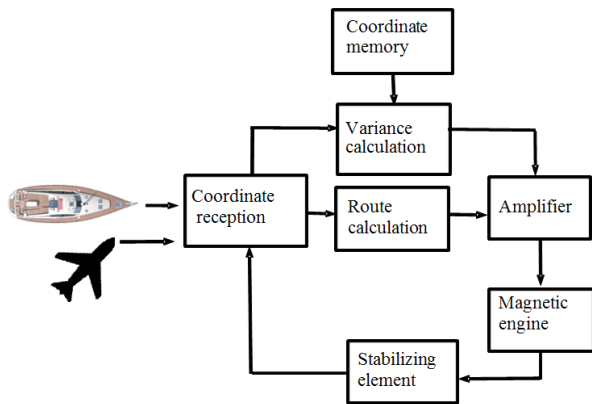 Coordinate
memory
Variance
calculation
Coordinate
reception
Route
calculation
Amplifier
Magnetic
engine
Stabilizing
element